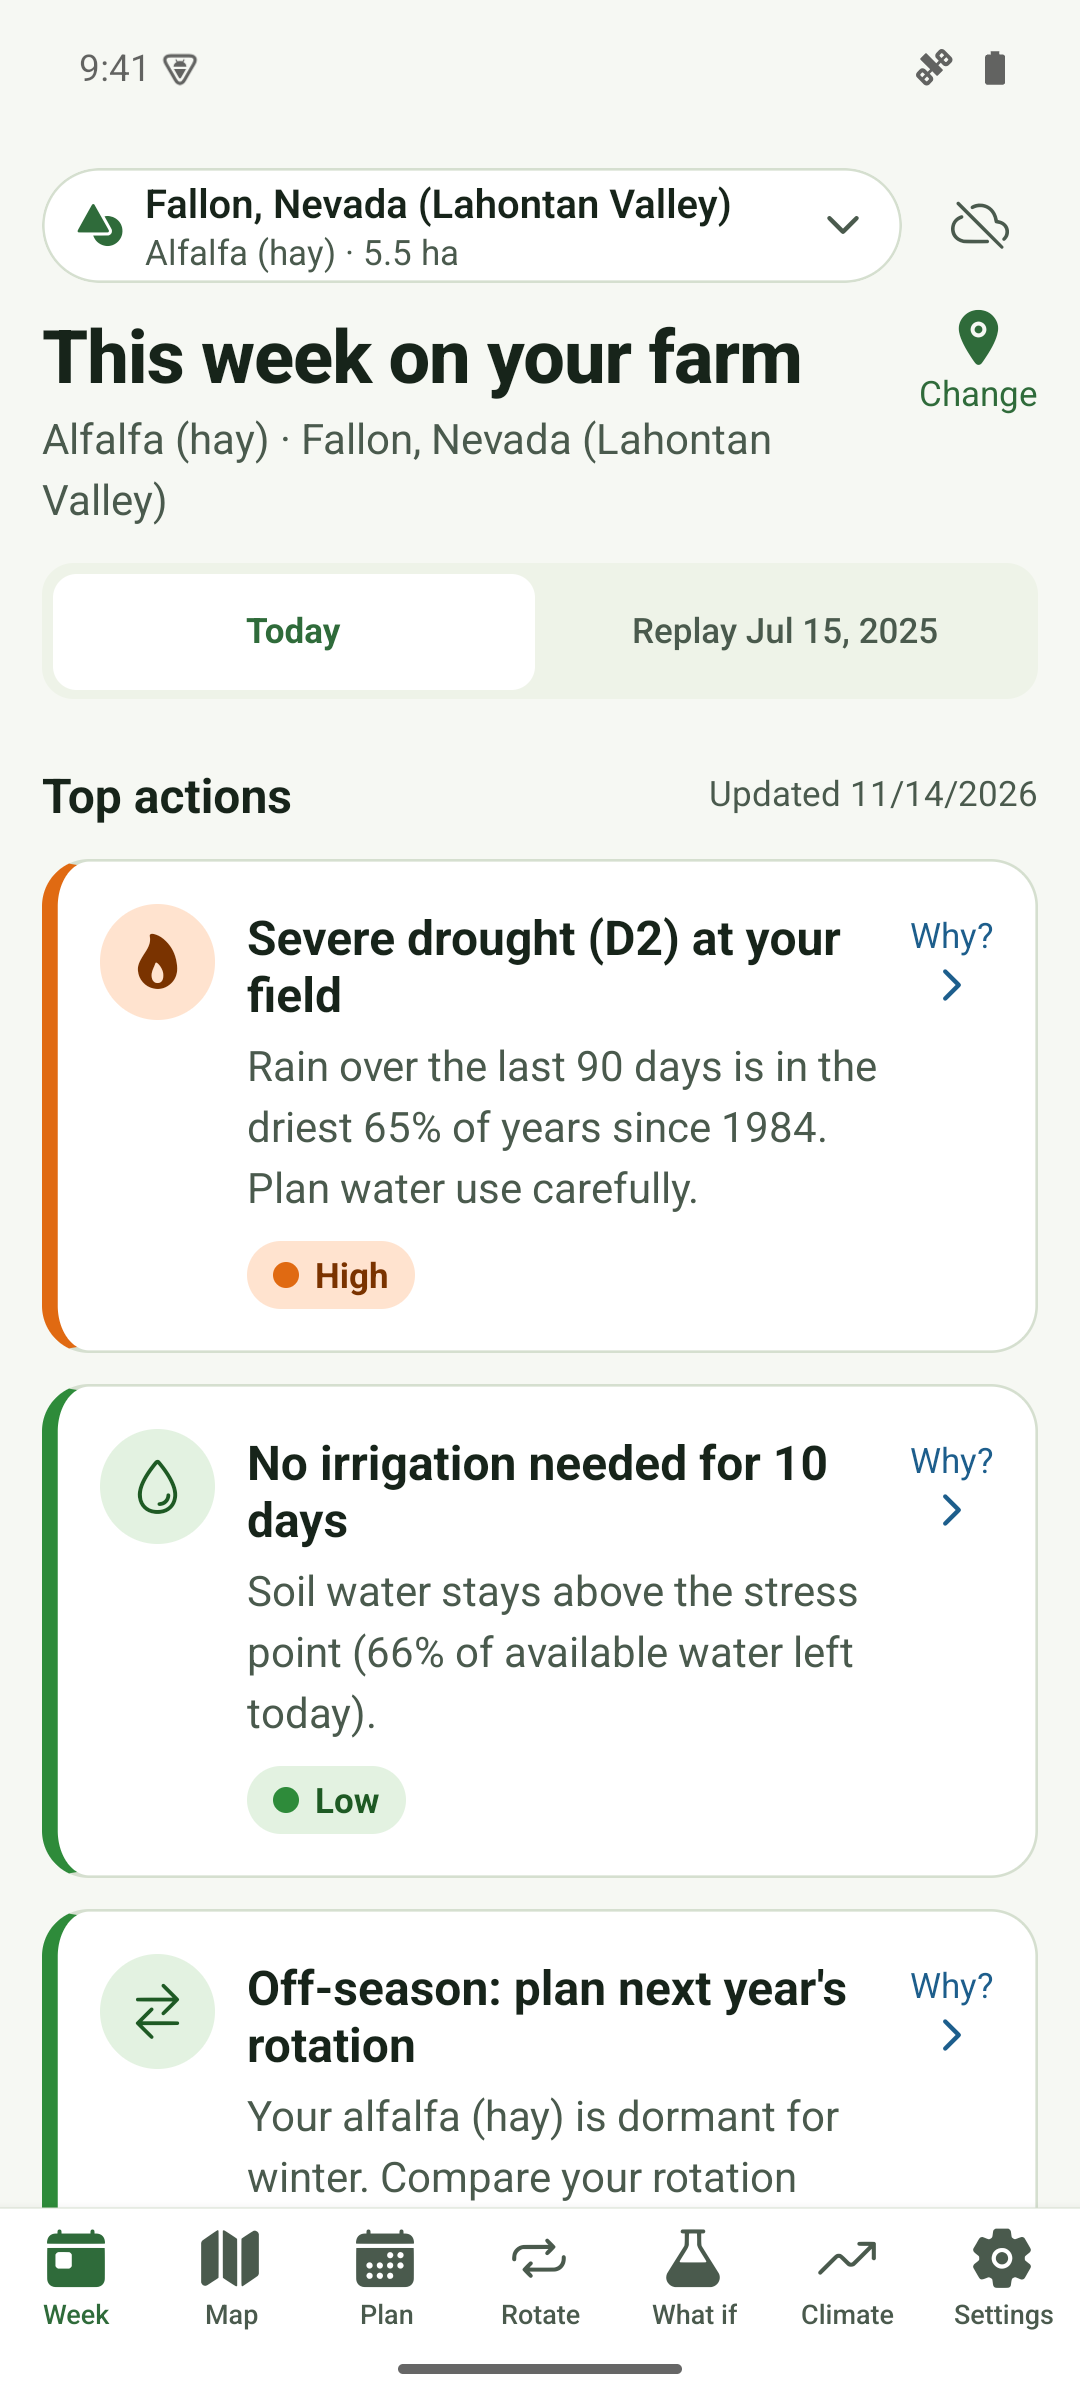 9:41
Fallon, Nevada (Lahontan Valley)
Alfalfa (hay) · 5.5 ha
This week on your farm
Change
Alfalfa (hay) · Fallon, Nevada (Lahontan
Valley)
Today
Replay Jul 15, 2025
Top actions
Updated 11/14/2026
Severe drought (D2) at your
field
Why?
Rain over the last 90 days is in the
driest 65% of years since 1984.
Plan water use carefully.
High
No irrigation needed for 10
days
Why?
Soil water stays above the stress
point (66% of available water left
today).
Low
Off-season: plan next year's
rotation
Why?
Your alfalfa (hay) is dormant for
winter. Compare your rotation
Week
Map
Plan
Rotate
What if
Climate
Settings